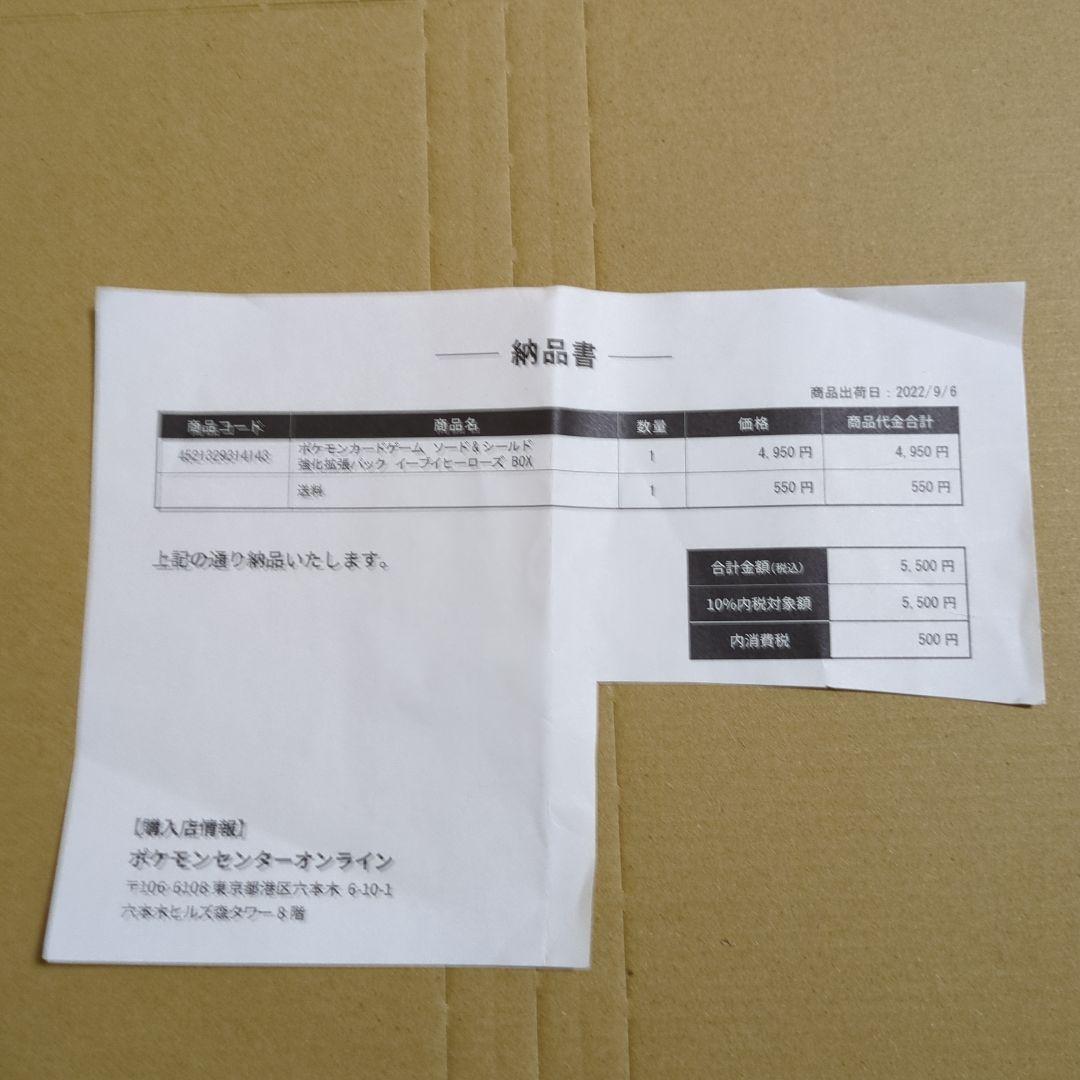 納品書
商品出荷日：2022/9/6
商品コード 商品名 数量 価格 商品代金合計
4521329314143 ポケモンカードゲーム ソード＆シールド 1 4,950円 4,950円
強化拡張パック イーブイヒーローズ BOX
送料 1 550円 550円
上記の通り納品いたします。
合計金額(税込) 5,500円
10%内税対象額 5,500円
内消費税 500円
【購入店情報】
ポケモンセンターオンライン
〒106-6108 東京都港区六本木 6-10-1
六本木ヒルズ森タワー 8階